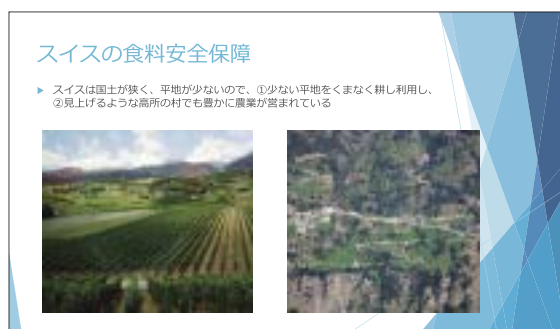 スイスの食料安全保障
スイスは国土が狭く、平地が少ないので、①少ない平地をくまなく耕し利用し、
②見上げるような高所の村でも豊かに農業が営まれている